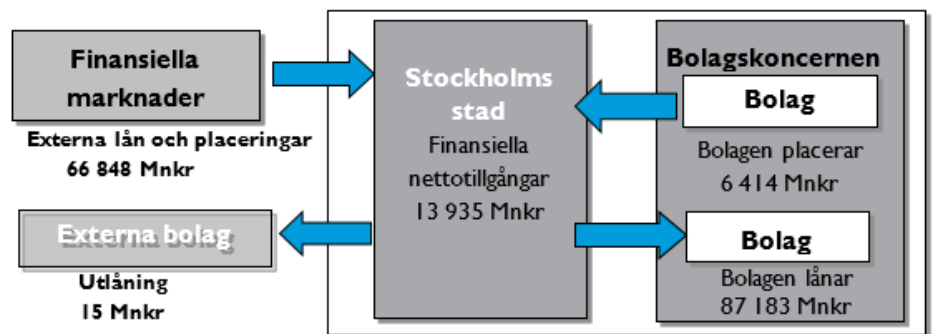 Finansiella
marknader
Externa lån och placeringar
66 848 Mnkr
Externa bolag
Utlåning
15 Mnkr
Stockholms
stad
Finansiella
nettotillgångar
13 935 Mnkr
Bolagskoncernen
Bolag
Bolagen placerar
6 414 Mnkr
Bolag
Bolagen lånar
87 183 Mnkr